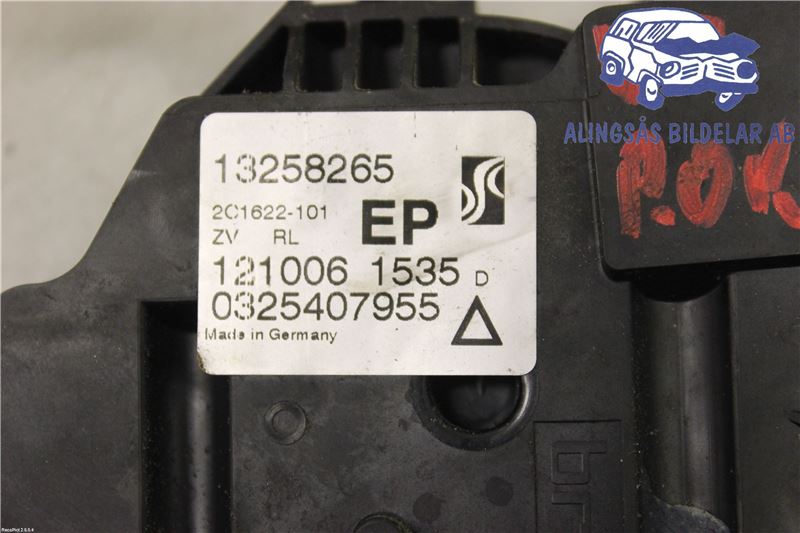 ALINGSÅS BILDELAR AB
13258265
2C1622-101
EP
ZV RL
121006 1535 D
0325407955
Made in Germany